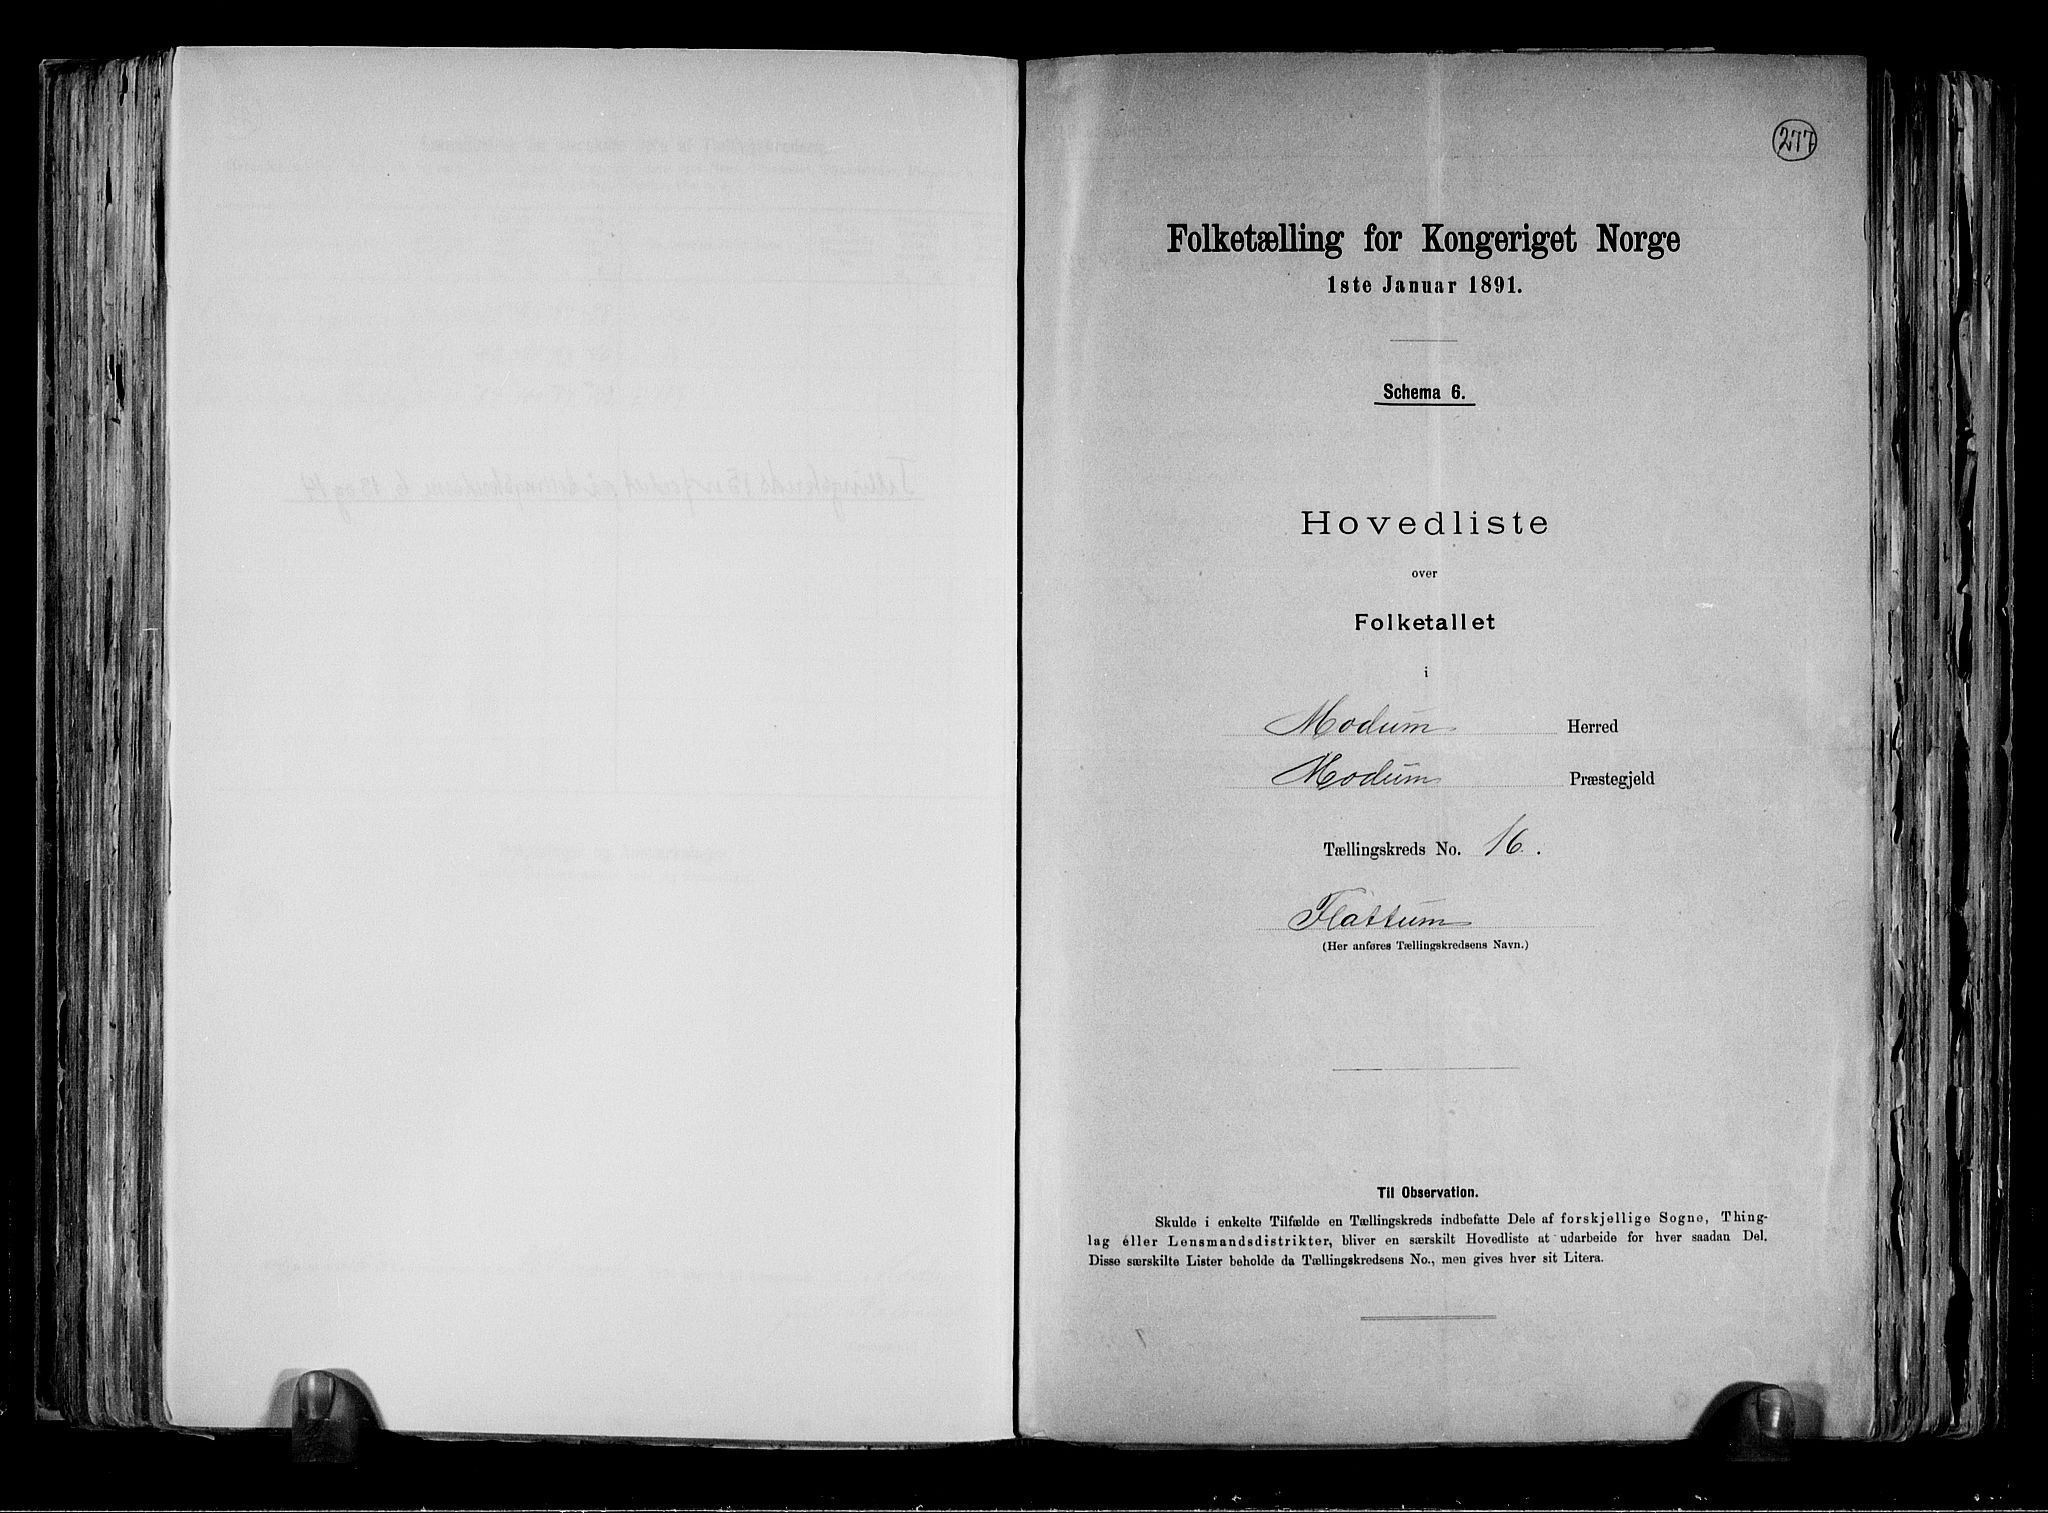 277
Folketælling for Kongeriget Norge
1ste Januar 1891.
Schema 6.
Hovedliste
over
Folketallet
i
Modum Herred
Modum Præstegjeld
Tællingskreds No. 16.
Flattum
(Her anføres Tællingskredsens Navn.)
Til Observation.
Skulde i enkelte Tilfælde en Tællingskreds indbefatte Dele af forskjellige Sogne, Thing-
lag eller Lensmandsdistrikter, bliver en særskilt Hovedliste at udarbeide for hver saadan Del.
Disse særskilte Lister beholde da Tællingskredsens No., men gives hver sit Litera.